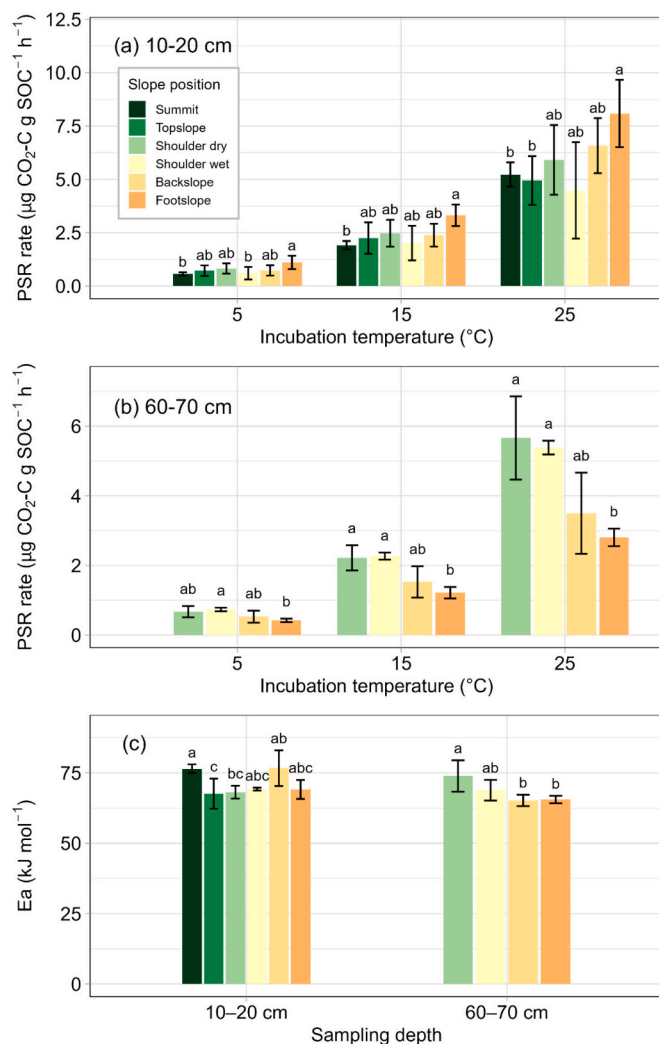 12.5
(a) 10-20 cm
10.0
7.5
5.0
2.5
0.0
PSR rate (µg CO₂-C g SOC⁻¹ h⁻¹)
Slope position
Summit
Topslope
Shoulder dry
Shoulder wet
Backslope
Footslope
b ab ab b ab a
b ab ab ab ab a
b b ab ab ab a
5 15 25
Incubation temperature (°C)
(b) 60-70 cm
6
4
2
0
PSR rate (µg CO₂-C g SOC⁻¹ h⁻¹)
ab a ab b
a a ab b
a a ab b
5 15 25
Incubation temperature (°C)
(c)
75
50
25
0
Ea (kJ mol⁻¹)
a c bc abc ab abc
a ab b b
10–20 cm 60–70 cm
Sampling depth